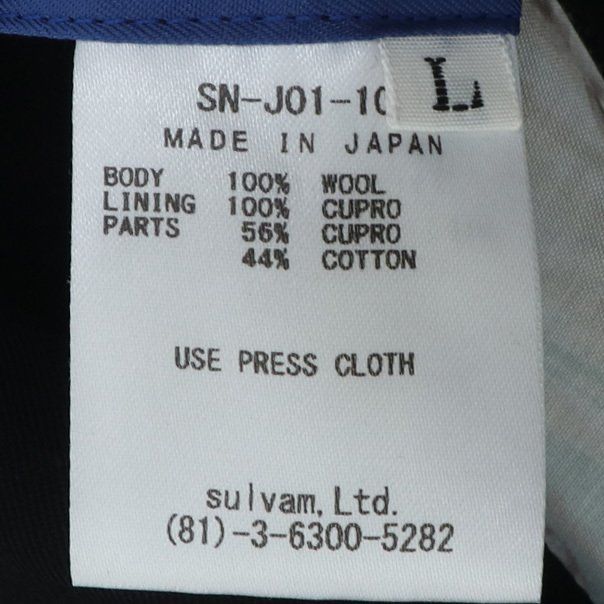 L
SN-J01-10
MADE IN JAPAN
BODY 100% WOOL
LINING 100% CUPRO
PARTS 56% CUPRO
44% COTTON
USE PRESS CLOTH
sulvam, Ltd.
(81)-3-6300-5282